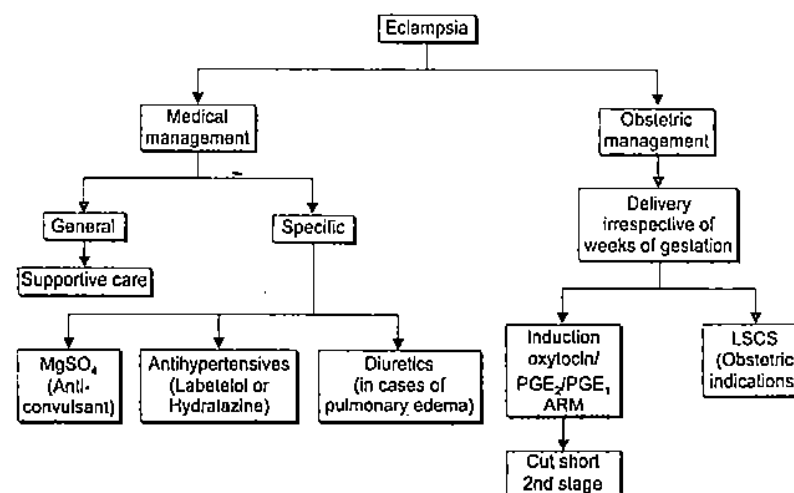 Eclampsia
Medical
management
Obstetric
management
General
Specific
Delivery
irrespective of
weeks of gestation
Supportive care
MgSO₄
(Anti-
convulsant)
Antihypertensives
(Labetelol or
Hydralazine)
Diuretics
(in cases of
pulmonary edema)
Induction
oxytocin/
PGE₂/PGE₁
ARM
LSCS
(Obstetric
indications
Cut short
2nd stage